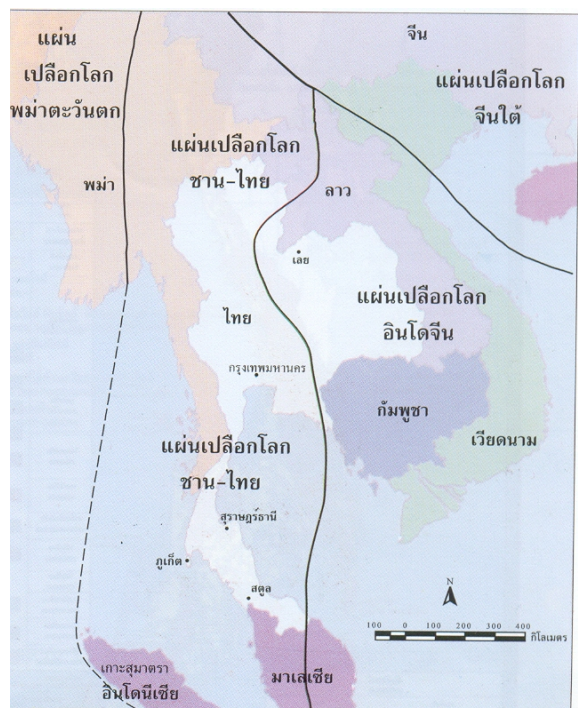 แผ่น
เปลือกโลก
พม่าตะวันตก
จีน
แผ่นเปลือกโลก
จีนใต้
แผ่นเปลือกโลก
ชาน-ไทย
พม่า
ลาว
เลย
แผ่นเปลือกโลก
อินโดจีน
ไทย
กรุงเทพมหานคร
กัมพูชา
เวียดนาม
แผ่นเปลือกโลก
ชาน-ไทย
สุราษฎร์ธานี
ภูเก็ต
สตูล
N
100 0 100 200 300 400
กิโลเมตร
เกาะสุมาตรา
อินโดนีเซีย
มาเลเซีย